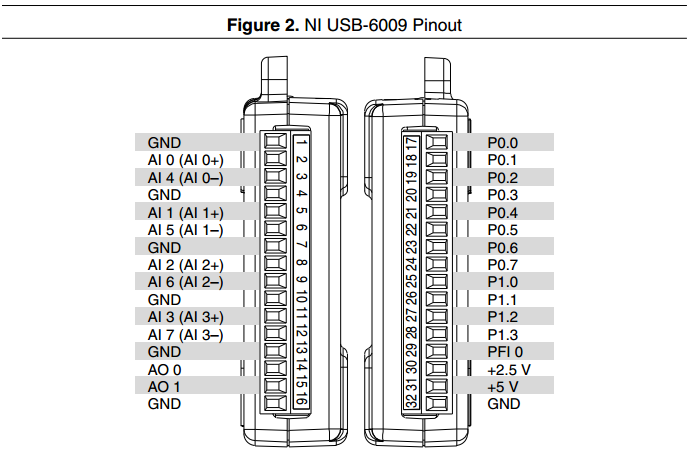 Figure 2. NI USB-6009 Pinout
GND 1
AI 0 (AI 0+) 2
AI 4 (AI 0–) 3
GND 4
AI 1 (AI 1+) 5
AI 5 (AI 1–) 6
GND 7
AI 2 (AI 2+) 8
AI 6 (AI 2–) 9
GND 10
AI 3 (AI 3+) 11
AI 7 (AI 3–) 12
GND 13
AO 0 14
AO 1 15
GND 16
17 P0.0
18 P0.1
19 P0.2
20 P0.3
21 P0.4
22 P0.5
23 P0.6
24 P0.7
25 P1.0
26 P1.1
27 P1.2
28 P1.3
29 PFI 0
30 +2.5 V
31 +5 V
32 GND